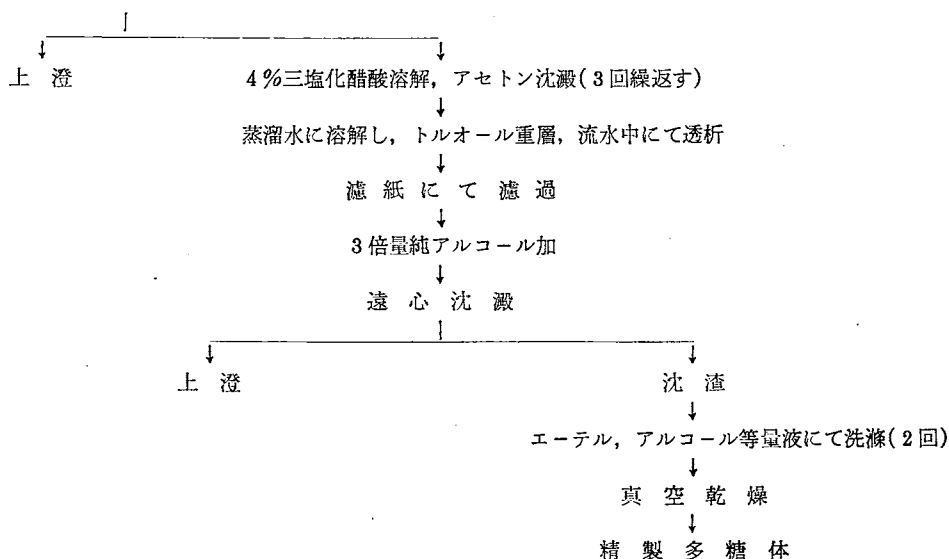 上澄
4%三塩化醋酸溶解，アセトン沈澱(3回繰返す)
蒸溜水に溶解し，トルオール重層，流水中にて透析
濾紙にて濾過
3倍量純アルコール加
遠心沈澱
上澄
沈渣
エーテル，アルコール等量液にて洗滌(2回)
真空乾燥
精製多糖体